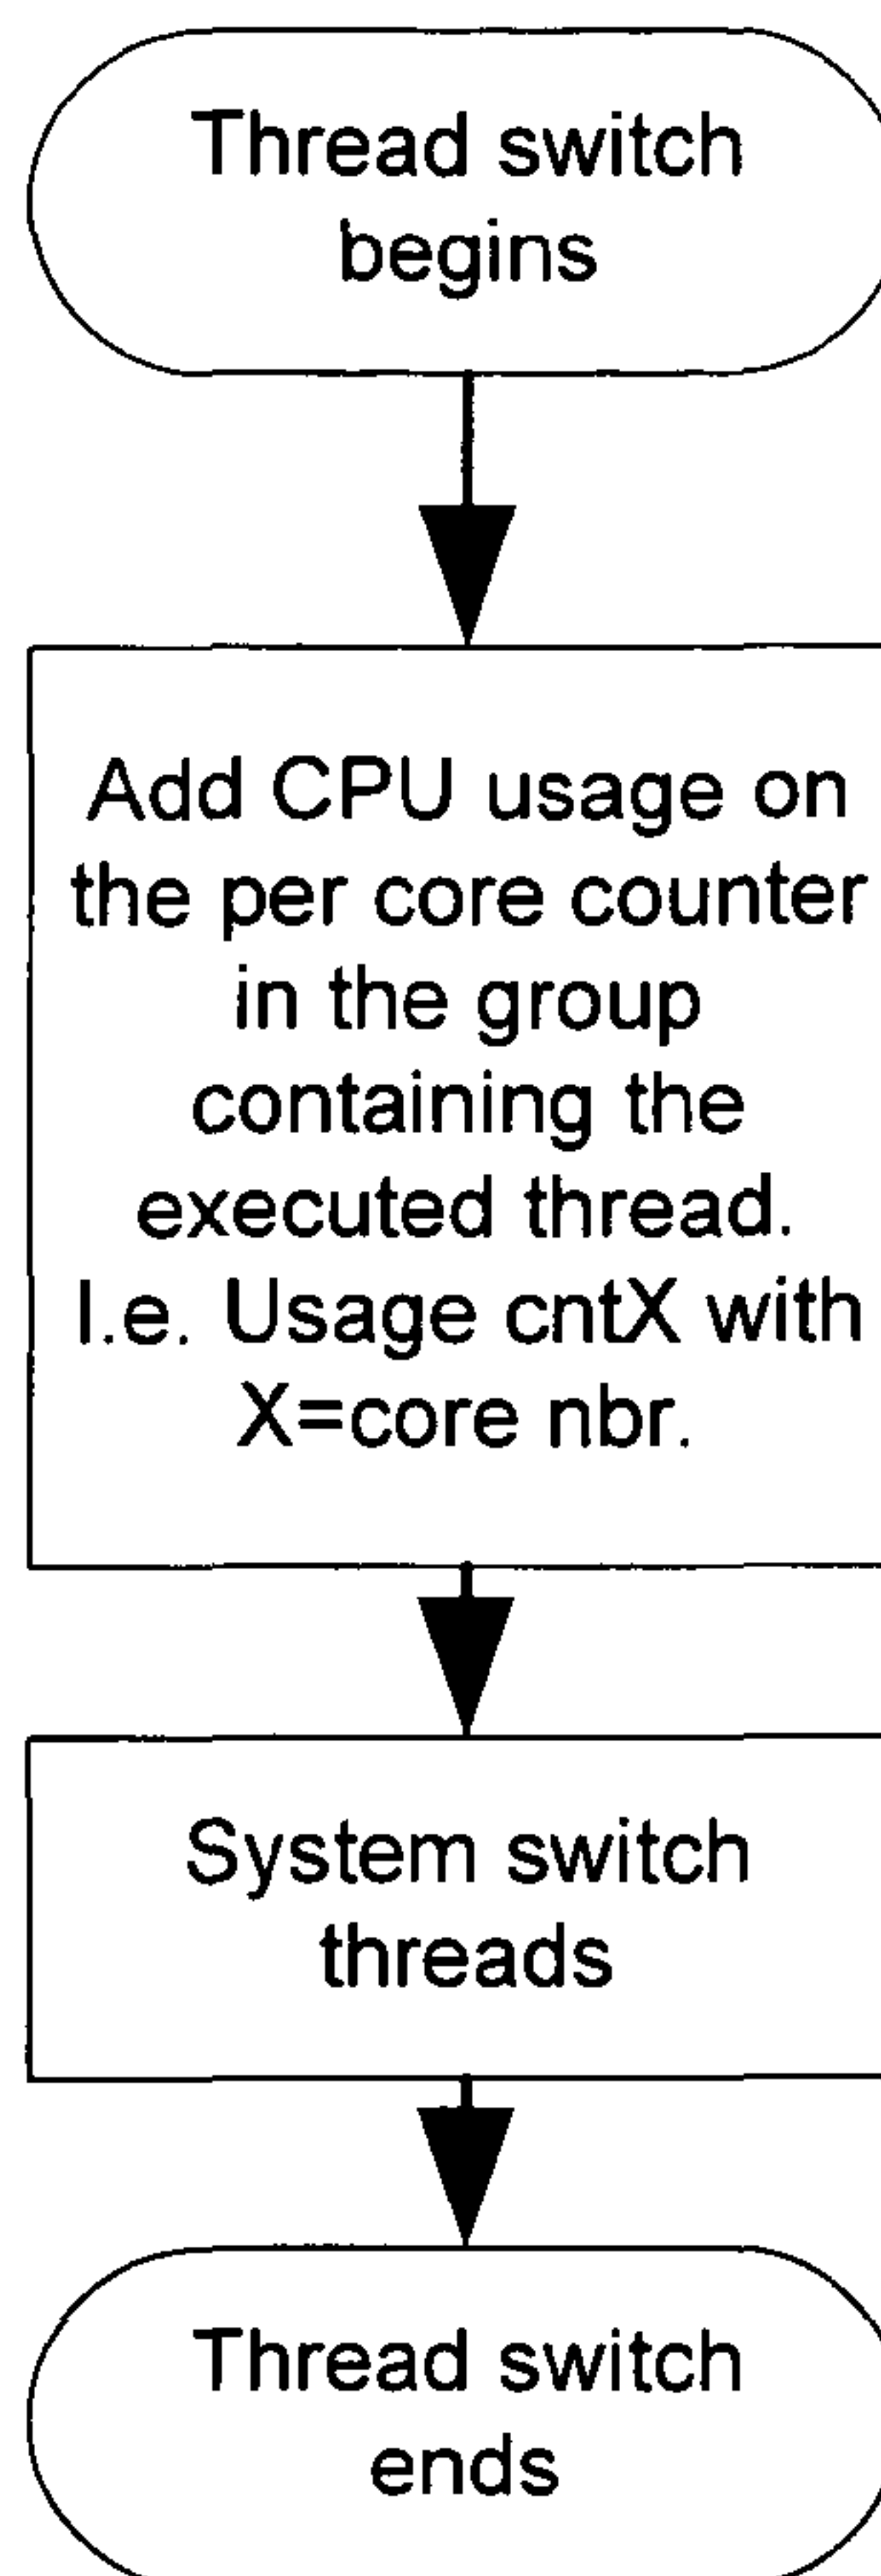 Thread switch
begins
Add CPU usage on
the per core counter
in the group
containing the
executed thread.
I.e. Usage cntX with
X=core nbr.
System switch
threads
Thread switch
ends